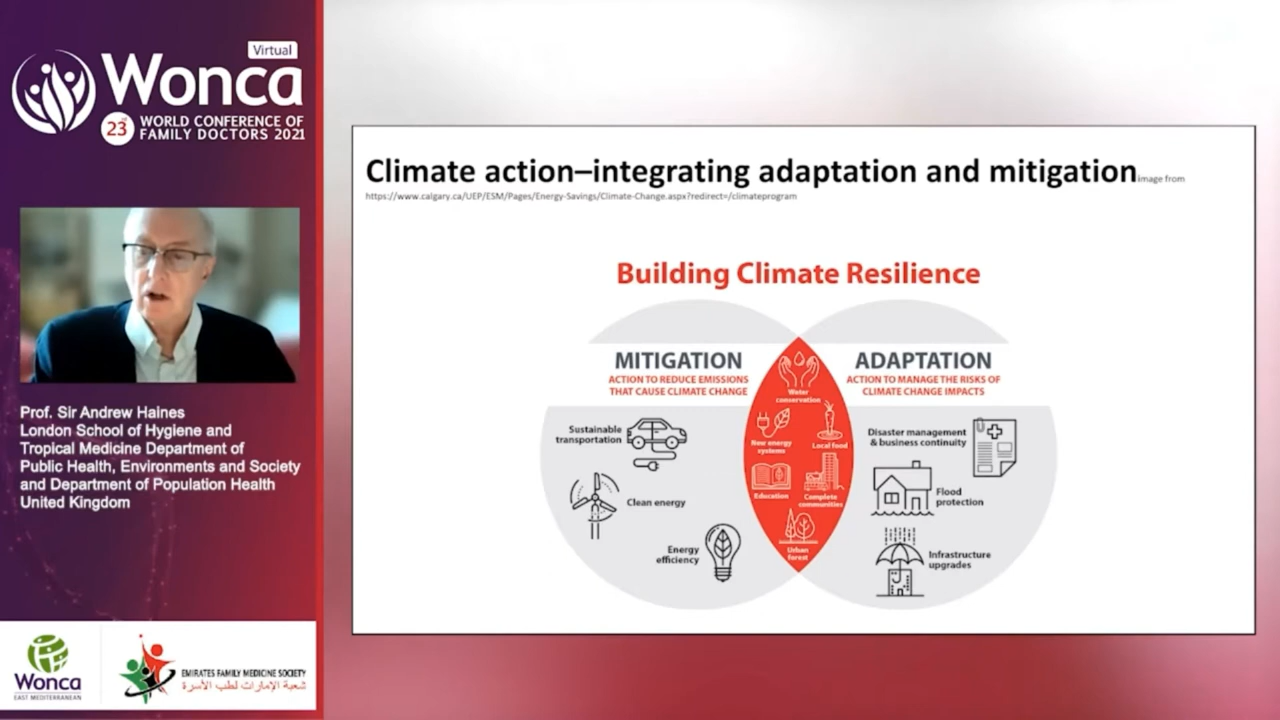 Virtual
Wonca
23rd
WORLD CONFERENCE OF
FAMILY DOCTORS 2021
Prof. Sir Andrew Haines
London School of Hygiene and
Tropical Medicine Department of
Public Health, Environments and Society
and Department of Population Health
United Kingdom
Wonca
EAST MEDITERRANEAN
EMIRATES FAMILY MEDICINE SOCIETY
شعبة الإمارات لطب الأسرة
Climate action–integrating adaptation and mitigation Image from
https://www.calgary.ca/UEP/ESM/Pages/Energy-Savings/Climate-Change.aspx?redirect=/climateprogram
Building Climate Resilience
MITIGATION
ACTION TO REDUCE EMISSIONS
THAT CAUSE CLIMATE CHANGE
Sustainable
transportation
Clean energy
Energy
efficiency
Water
conservation
New energy
systems
Local food
Education
Complete
communities
Urban
forest
ADAPTATION
ACTION TO MANAGE THE RISKS OF
CLIMATE CHANGE IMPACTS
Disaster management
& business continuity
Flood
protection
Infrastructure
upgrades